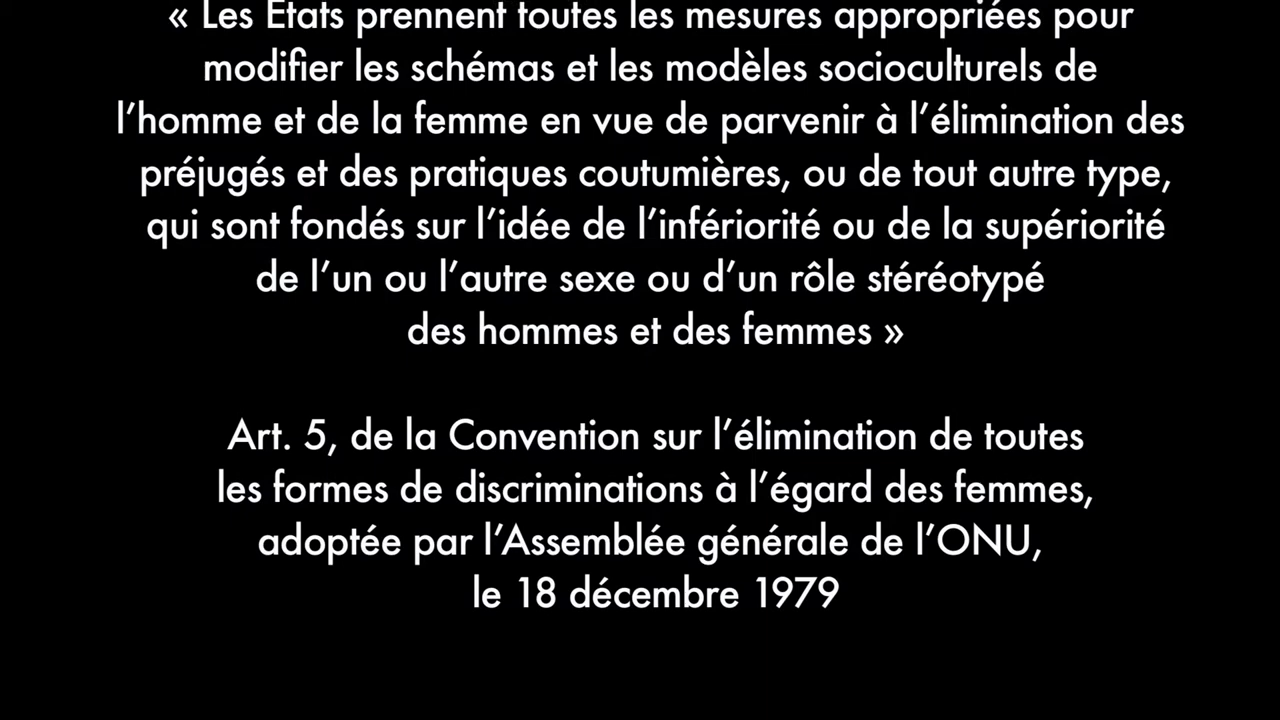 « Les États prennent toutes les mesures appropriées pour
modifier les schémas et les modèles socioculturels de
l’homme et de la femme en vue de parvenir à l’élimination des
préjugés et des pratiques coutumières, ou de tout autre type,
qui sont fondés sur l’idée de l’infériorité ou de la supériorité
de l’un ou l’autre sexe ou d’un rôle stéréotypé
des hommes et des femmes »
Art. 5, de la Convention sur l’élimination de toutes
les formes de discriminations à l’égard des femmes,
adoptée par l’Assemblée générale de l’ONU,
le 18 décembre 1979